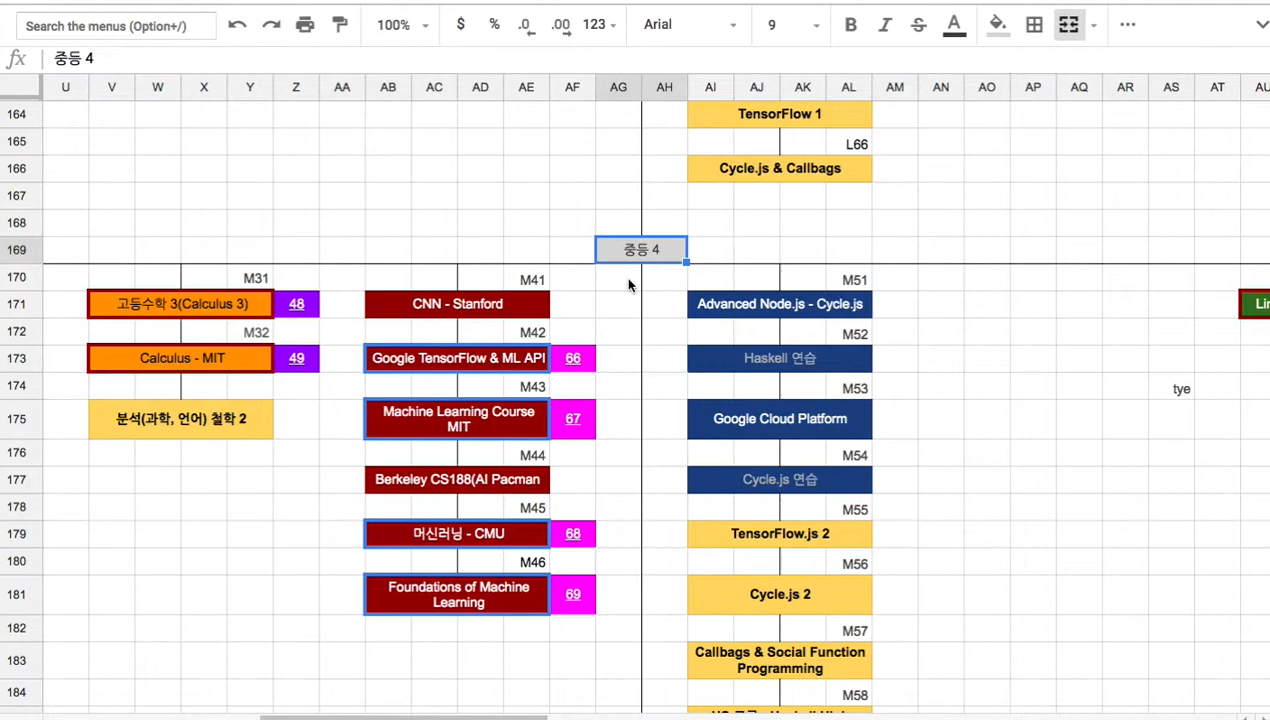 Search the menus (Option+/)
100%
$
%
.0
.00
123
Arial
9
B
I
S
A
fx
중등 4
U V W X Y Z AA AB AC AD AE AF AG AH AI AJ AK AL AM AN AO AP AQ AR AS AT AU
164
TensorFlow 1
165
L66
166
Cycle.js & Callbags
167
168
169
중등 4
170
M31
M41
M51
171
고등수학 3(Calculus 3)
48
CNN - Stanford
Advanced Node.js - Cycle.js
172
M32
M42
M52
173
Calculus - MIT
49
Google TensorFlow & ML API
66
Haskell 연습
174
M43
M53
tye
175
분석(과학, 언어) 철학 2
Machine Learning Course
MIT
67
Google Cloud Platform
176
M44
M54
177
Berkeley CS188(AI Pacman
Cycle.js 연습
178
M45
M55
179
머신러닝 - CMU
68
TensorFlow.js 2
180
M46
M56
181
Foundations of Machine
Learning
69
Cycle.js 2
182
M57
183
Callbags & Social Function
Programming
184
M58